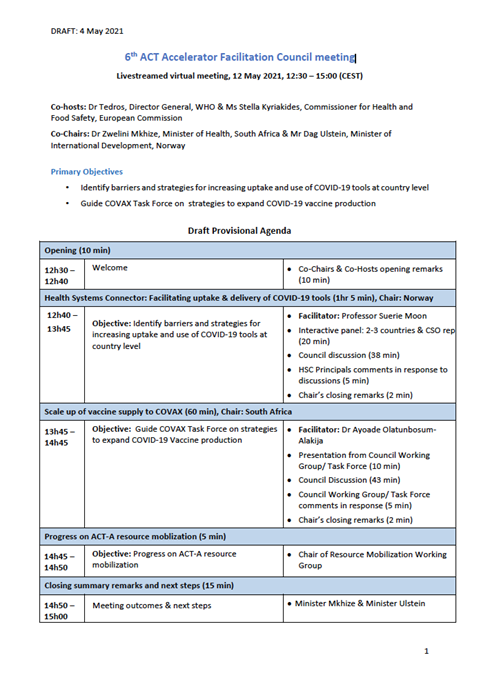 DRAFT: 4 May 2021
6th ACT Accelerator Facilitation Council meeting
Livestreamed virtual meeting, 12 May 2021, 12:30 – 15:00 (CEST)
Co-hosts: Dr Tedros, Director General, WHO & Ms Stella Kyriakides, Commissioner for Health and
Food Safety, European Commission
Co-Chairs: Dr Zwelini Mkhize, Minister of Health, South Africa & Mr Dag Ulstein, Minister of
International Development, Norway
Primary Objectives
• Identify barriers and strategies for increasing uptake and use of COVID-19 tools at country level
• Guide COVAX Task Force on strategies to expand COVID-19 vaccine production
Draft Provisional Agenda
Opening (10 min)
12h30 –
12h40
Welcome
• Co-Chairs & Co-Hosts opening remarks
(10 min)
Health Systems Connector: Facilitating uptake & delivery of COVID-19 tools (1hr 5 min), Chair: Norway
12h40 –
13h45
Objective: Identify barriers and strategies for
increasing uptake and use of COVID-19 tools at
country level
• Facilitator: Professor Suerie Moon
• Interactive panel: 2-3 countries & CSO rep
(20 min)
• Council discussion (38 min)
• HSC Principals comments in response to
discussions (5 min)
• Chair's closing remarks (2 min)
Scale up of vaccine supply to COVAX (60 min), Chair: South Africa
13h45 –
14h45
Objective: Guide COVAX Task Force on strategies
to expand COVID-19 Vaccine production
• Facilitator: Dr Ayoade Olatunbosum-
Alakija
• Presentation from Council Working
Group/ Task Force (10 min)
• Council Discussion (43 min)
• Council Working Group/ Task Force
comments in response (5 min)
• Chair's closing remarks (2 min)
Progress on ACT-A resource moblization (5 min)
14h45 –
14h50
Objective: Progress on ACT-A resource
mobilization
• Chair of Resource Mobilization Working
Group
Closing summary remarks and next steps (15 min)
14h50 –
15h00
Meeting outcomes & next steps
• Minister Mkhize & Minister Ulstein
1